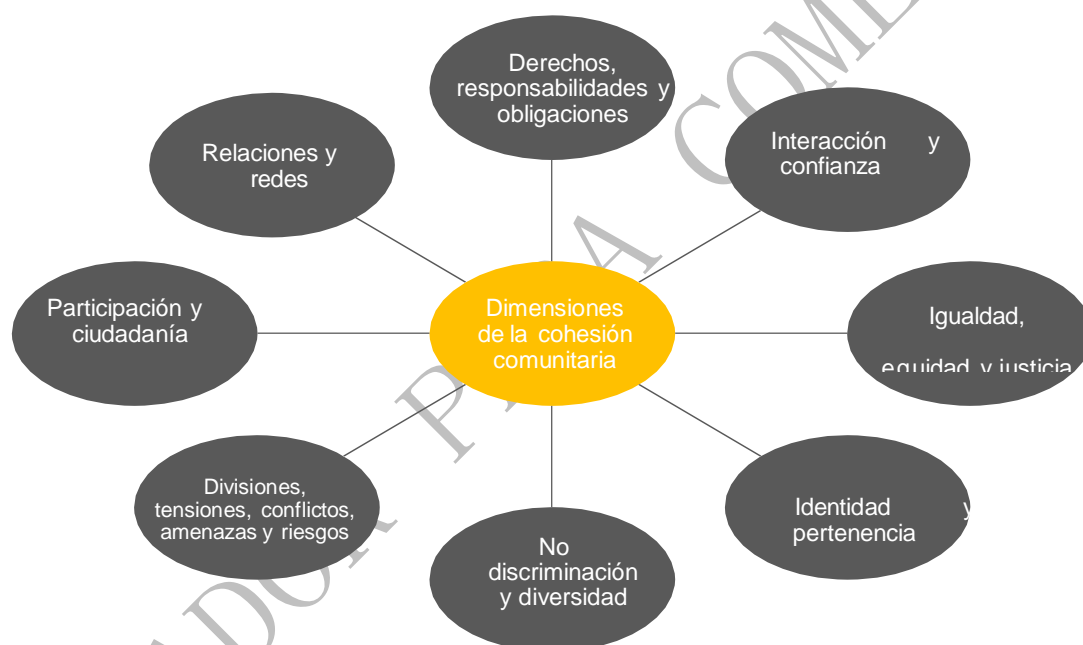 Derechos,
responsabilidades y
obligaciones
Interacción y
confianza
Igualdad,
equidad y justicia
Identidad y
pertenencia
No
discriminación
y diversidad
Divisiones,
tensiones, conflictos,
amenazas y riesgos
Participación y
ciudadanía
Relaciones y
redes
Dimensiones
de la cohesión
comunitaria